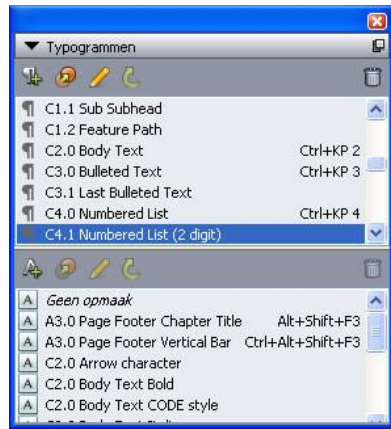 Typogrammen
C1.1 Sub Subhead
C1.2 Feature Path
C2.0 Body Text Ctrl+KP 2
C3.0 Bulleted Text Ctrl+KP 3
C3.1 Last Bulleted Text
C4.0 Numbered List Ctrl+KP 4
C4.1 Numbered List (2 digit)
Geen opmaak
A3.0 Page Footer Chapter Title Alt+Shift+F3
A3.0 Page Footer Vertical Bar Ctrl+Alt+Shift+F3
C2.0 Arrow character
C2.0 Body Text Bold
C2.0 Body Text CODE style